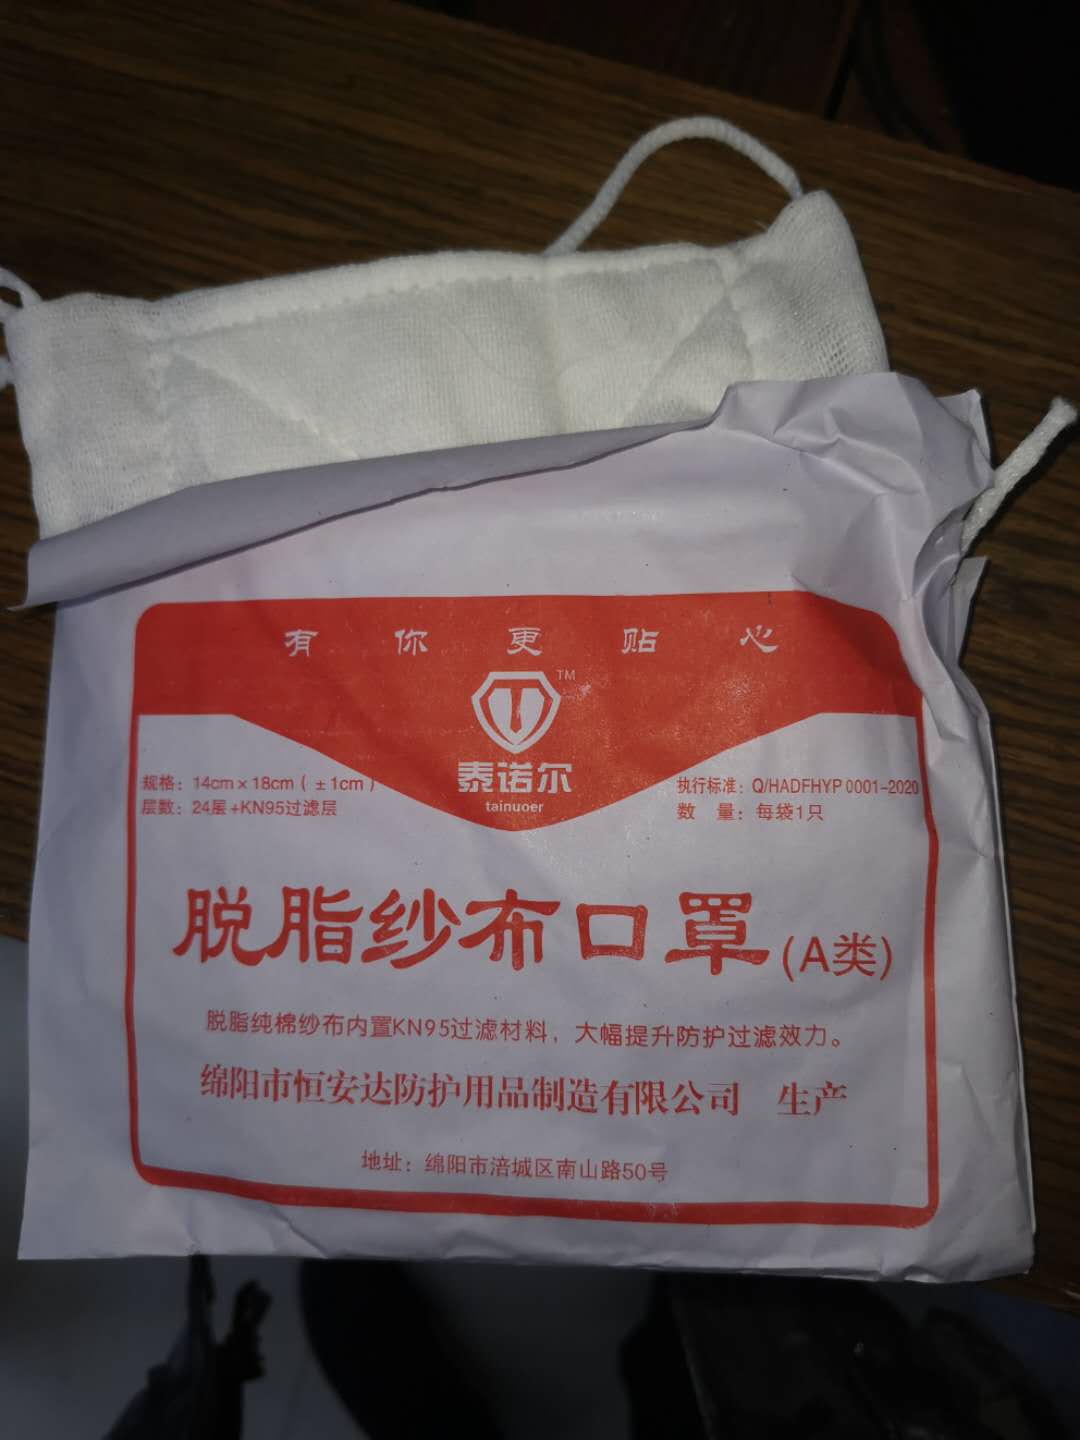 有你更贴心
TM
泰诺尔
tainuoer
规格：14cm×18cm（±1cm）
层数：24层+KN95过滤层
执行标准：Q/HADFHYP 0001-2020
数 量：每袋1只
脱脂纱布口罩(A类)
脱脂纯棉纱布内置KN95过滤材料，大幅提升防护过滤效力。
绵阳市恒安达防护用品制造有限公司 生产
地址：绵阳市涪城区南山路50号